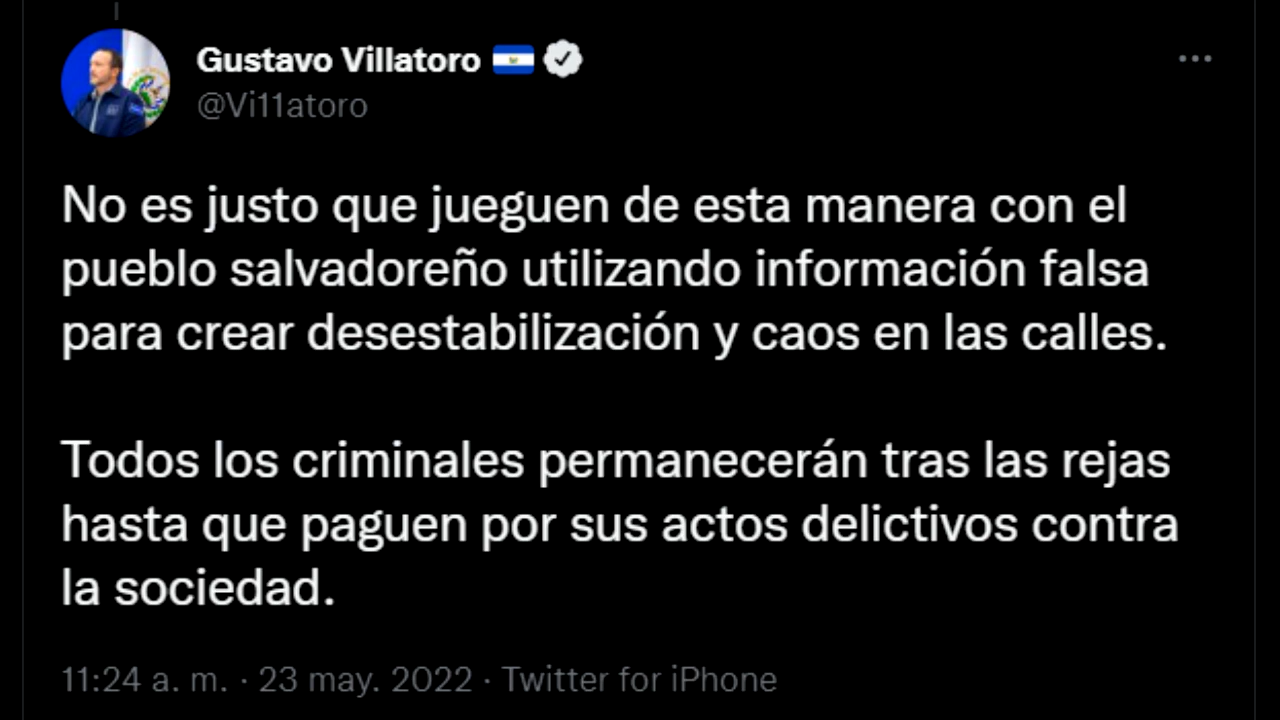 Gustavo Villatoro 🇸🇻
@Vi11atoro
No es justo que jueguen de esta manera con el
pueblo salvadoreño utilizando información falsa
para crear desestabilización y caos en las calles.
Todos los criminales permanecerán tras las rejas
hasta que paguen por sus actos delictivos contra
la sociedad.
11:24 a. m. · 23 may. 2022 · Twitter for iPhone